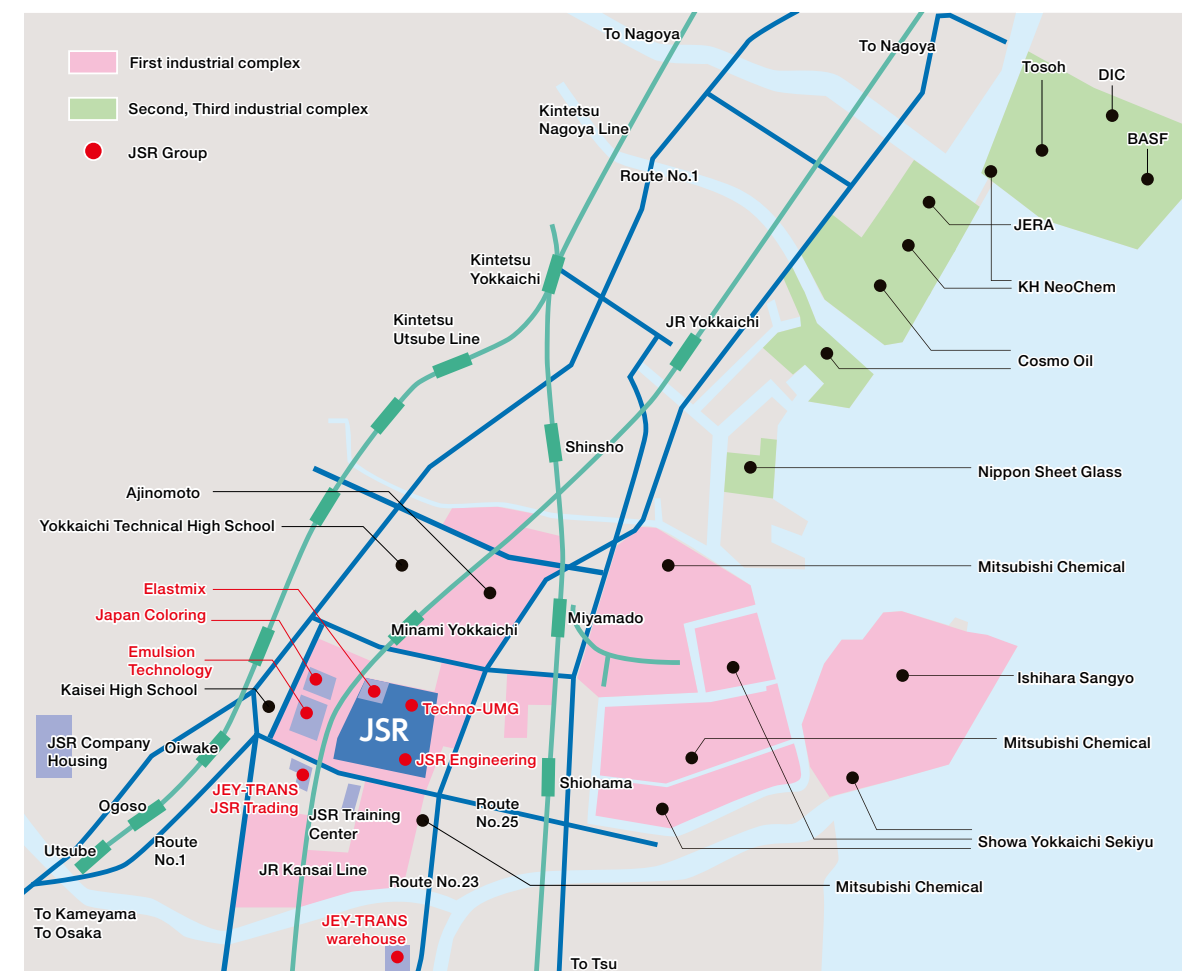 To Nagoya
To Nagoya
First industrial complex
Second, Third industrial complex
JSR Group
Kintetsu
Nagoya Line
Route No.1
Tosoh
DIC
BASF
JERA
KH NeoChem
Cosmo Oil
Kintetsu
Yokkaichi
Kintetsu
Utsube Line
JR Yokkaichi
Shinsho
Nippon Sheet Glass
Ajinomoto
Yokkaichi Technical High School
Mitsubishi Chemical
Elastmix
Japan Coloring
Minami Yokkaichi
Miyamado
Emulsion
Technology
Kaisei High School
Ishihara Sangyo
Techno-UMG
JSR
JSR Company
Housing
Oiwake
JSR Engineering
Mitsubishi Chemical
JEY-TRANS
JSR Trading
Shiohama
Ogoso
JSR Training
Center
Route
No.25
Utsube
Route
No.1
Showa Yokkaichi Sekiyu
JR Kansai Line
Route No.23
Mitsubishi Chemical
To Kameyama
To Osaka
JEY-TRANS
warehouse
To Tsu